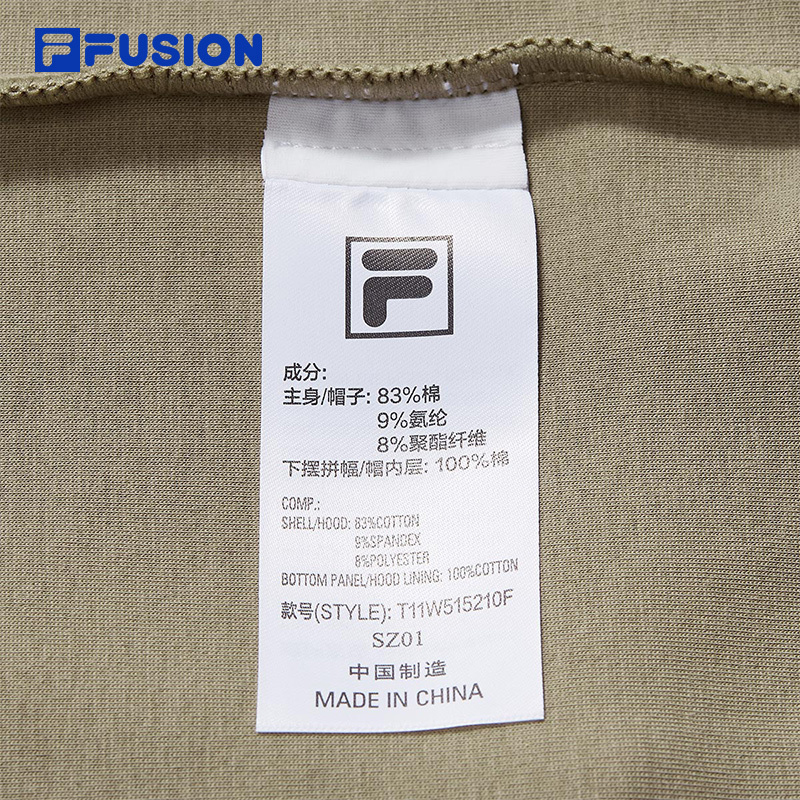 FUSION
成分:
主身/帽子: 83%棉
9%氨纶
8%聚酯纤维
下摆拼幅/帽内层: 100%棉
COMP.:
SHELL/HOOD: 83%COTTON
9%SPANDEX
8%POLYESTER
BOTTOM PANEL/HOOD LINING: 100%COTTON
款号(STYLE): T11W515210F
SZ01
中国制造
MADE IN CHINA